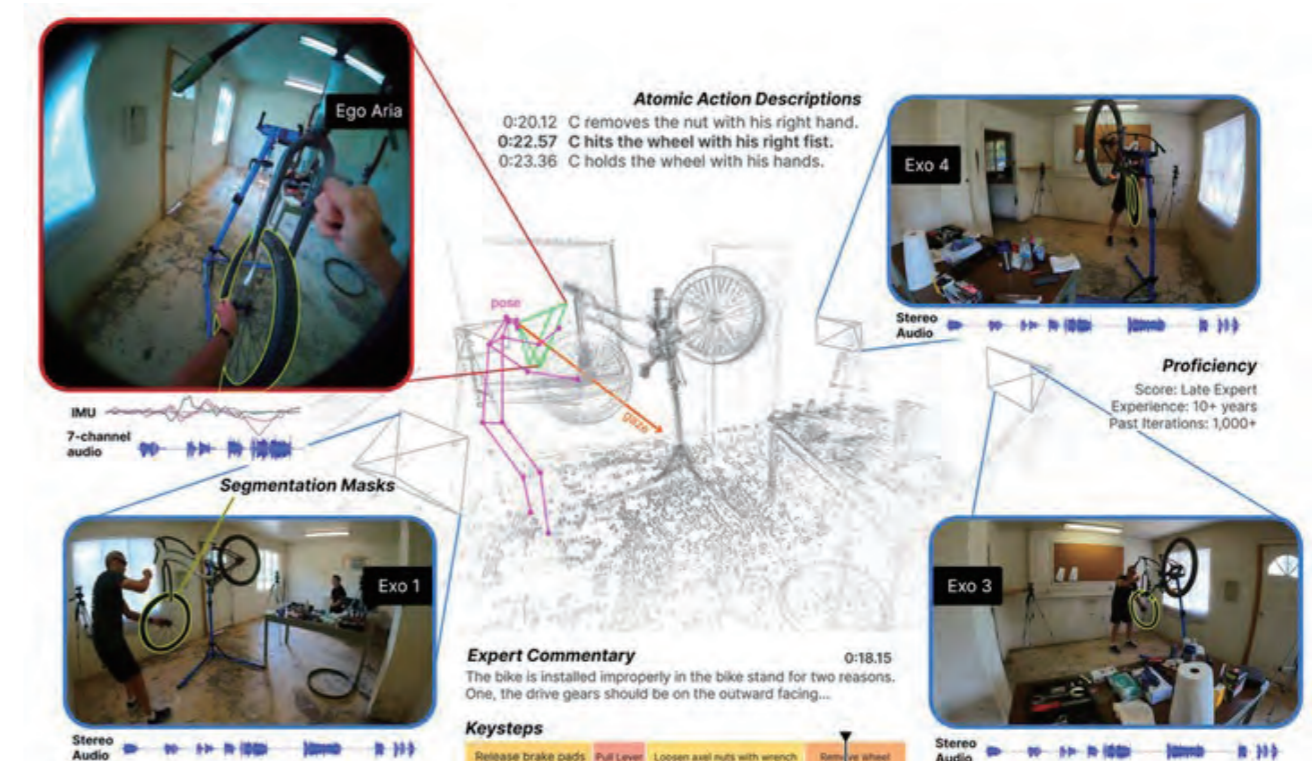 Ego Aria
Atomic Action Descriptions
0:20.12 C removes the nut with his right hand.
0:22.57 C hits the wheel with his right fist.
0:23.36 C holds the wheel with his hands.
Exo 4
Stereo
Audio
pose
gaze
Proficiency
Score: Late Expert
Experience: 10+ years
Past Iterations: 1,000+
IMU
7-channel
audio
Segmentation Masks
Exo 1
Exo 3
Expert Commentary 0:18.15
The bike is installed improperly in the bike stand for two reasons.
One, the drive gears should be on the outward facing...
Keysteps
Release brake pads Pull Lever Loosen axel nuts with wrench Remove wheel
Stereo
Audio
Stereo
Audio